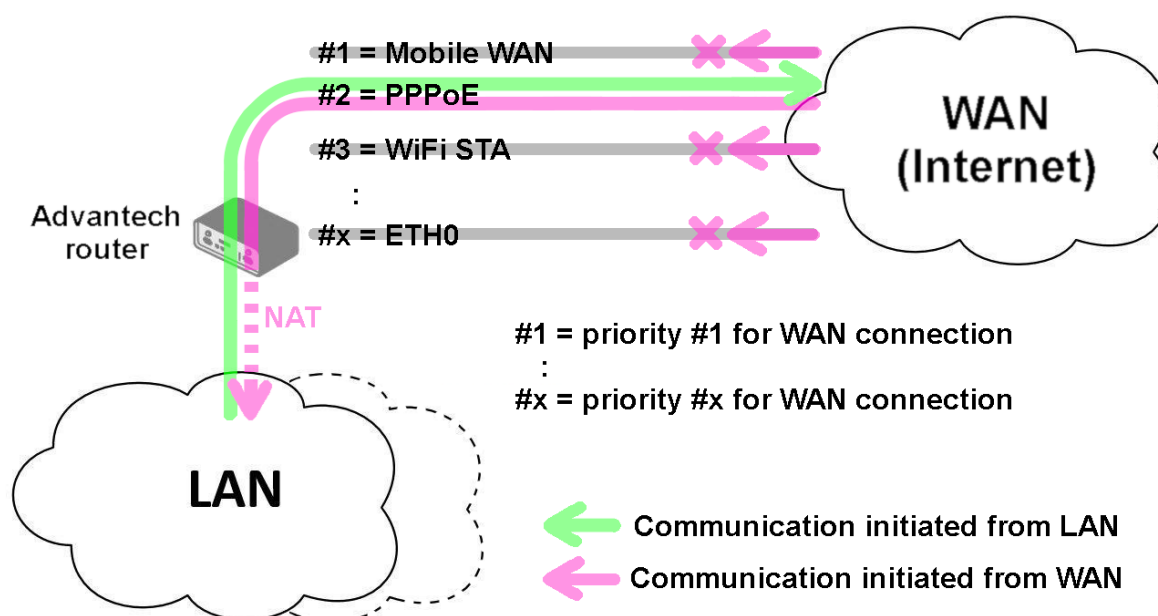 #1 = Mobile WAN
#2 = PPPoE
#3 = WiFi STA
:
#x = ETH0
WAN
(Internet)
Advantech
router
NAT
#1 = priority #1 for WAN connection
:
#x = priority #x for WAN connection
LAN
Communication initiated from LAN
Communication initiated from WAN